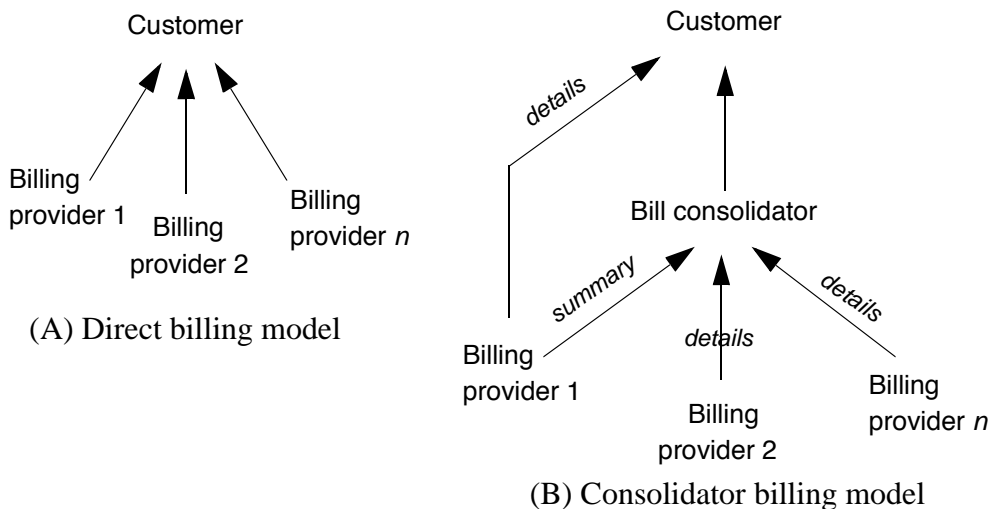 Customer
Billing
provider 1
Billing
provider 2
Billing
provider n
(A) Direct billing model
Customer
details
Bill consolidator
summary
details
details
Billing
provider 1
Billing
provider 2
Billing
provider n
(B) Consolidator billing model